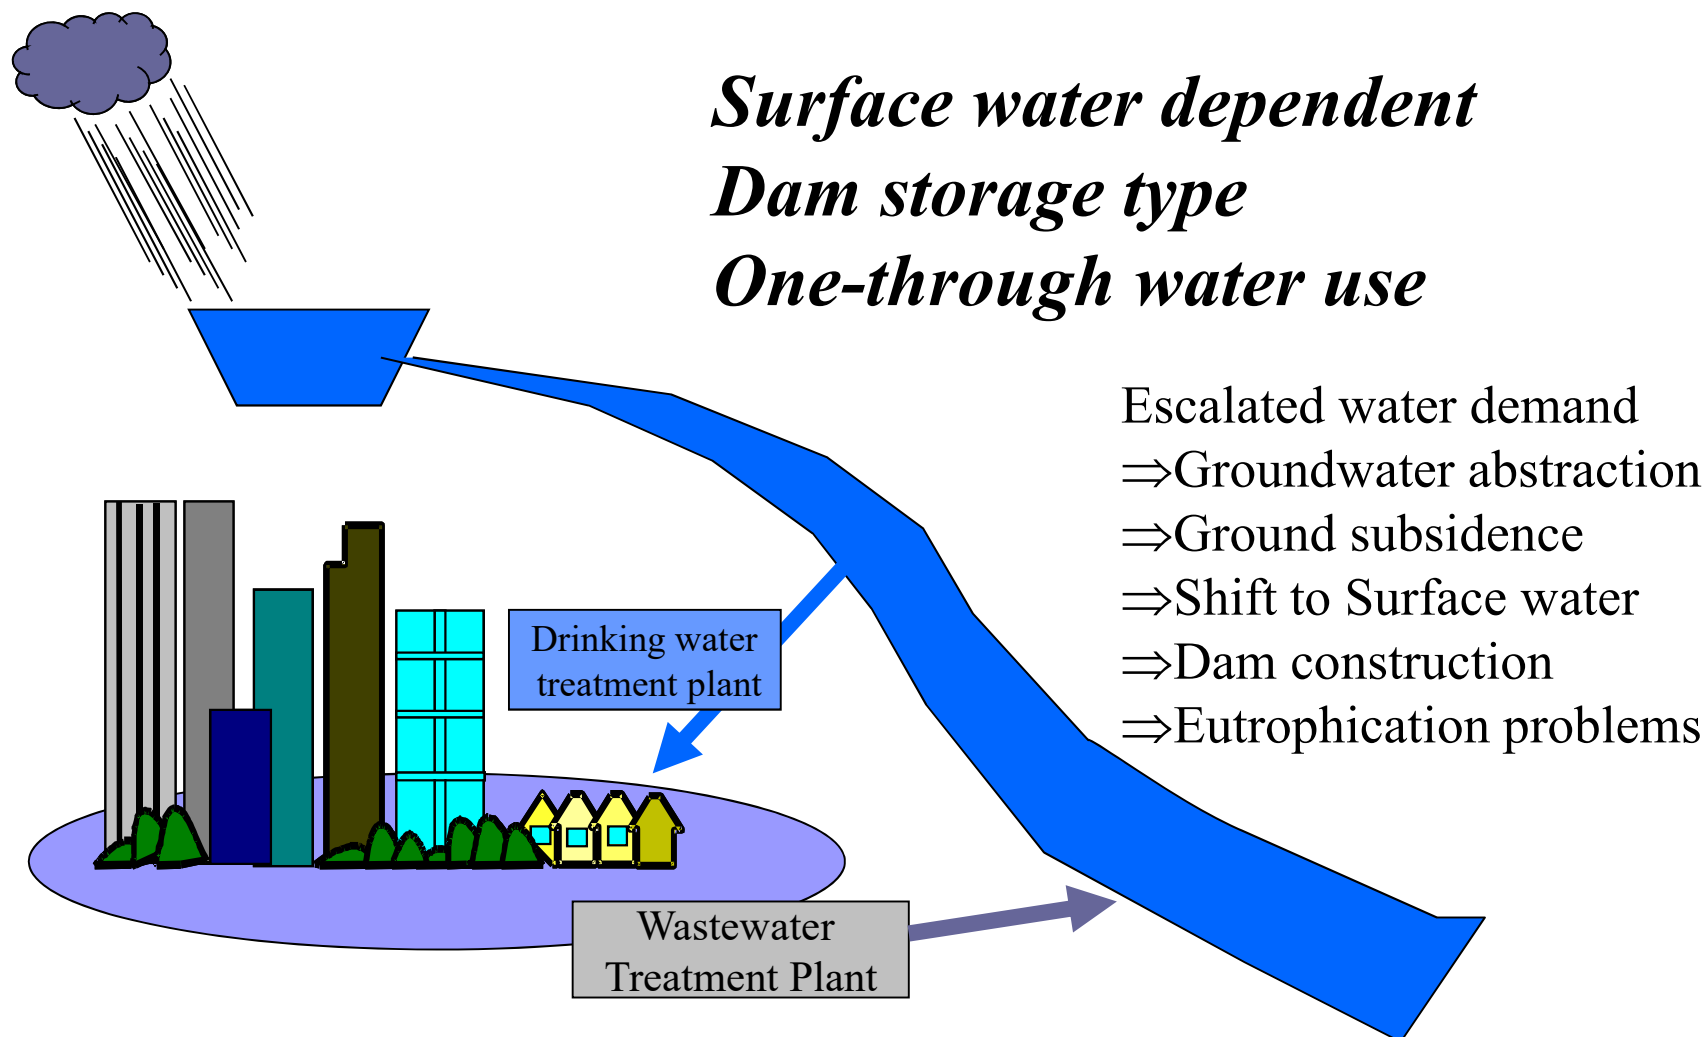 Surface water dependent
Dam storage type
One-through water use
Escalated water demand
⇒Groundwater abstraction
⇒Ground subsidence
⇒Shift to Surface water
⇒Dam construction
⇒Eutrophication problems
Drinking water
treatment plant
Wastewater
Treatment Plant